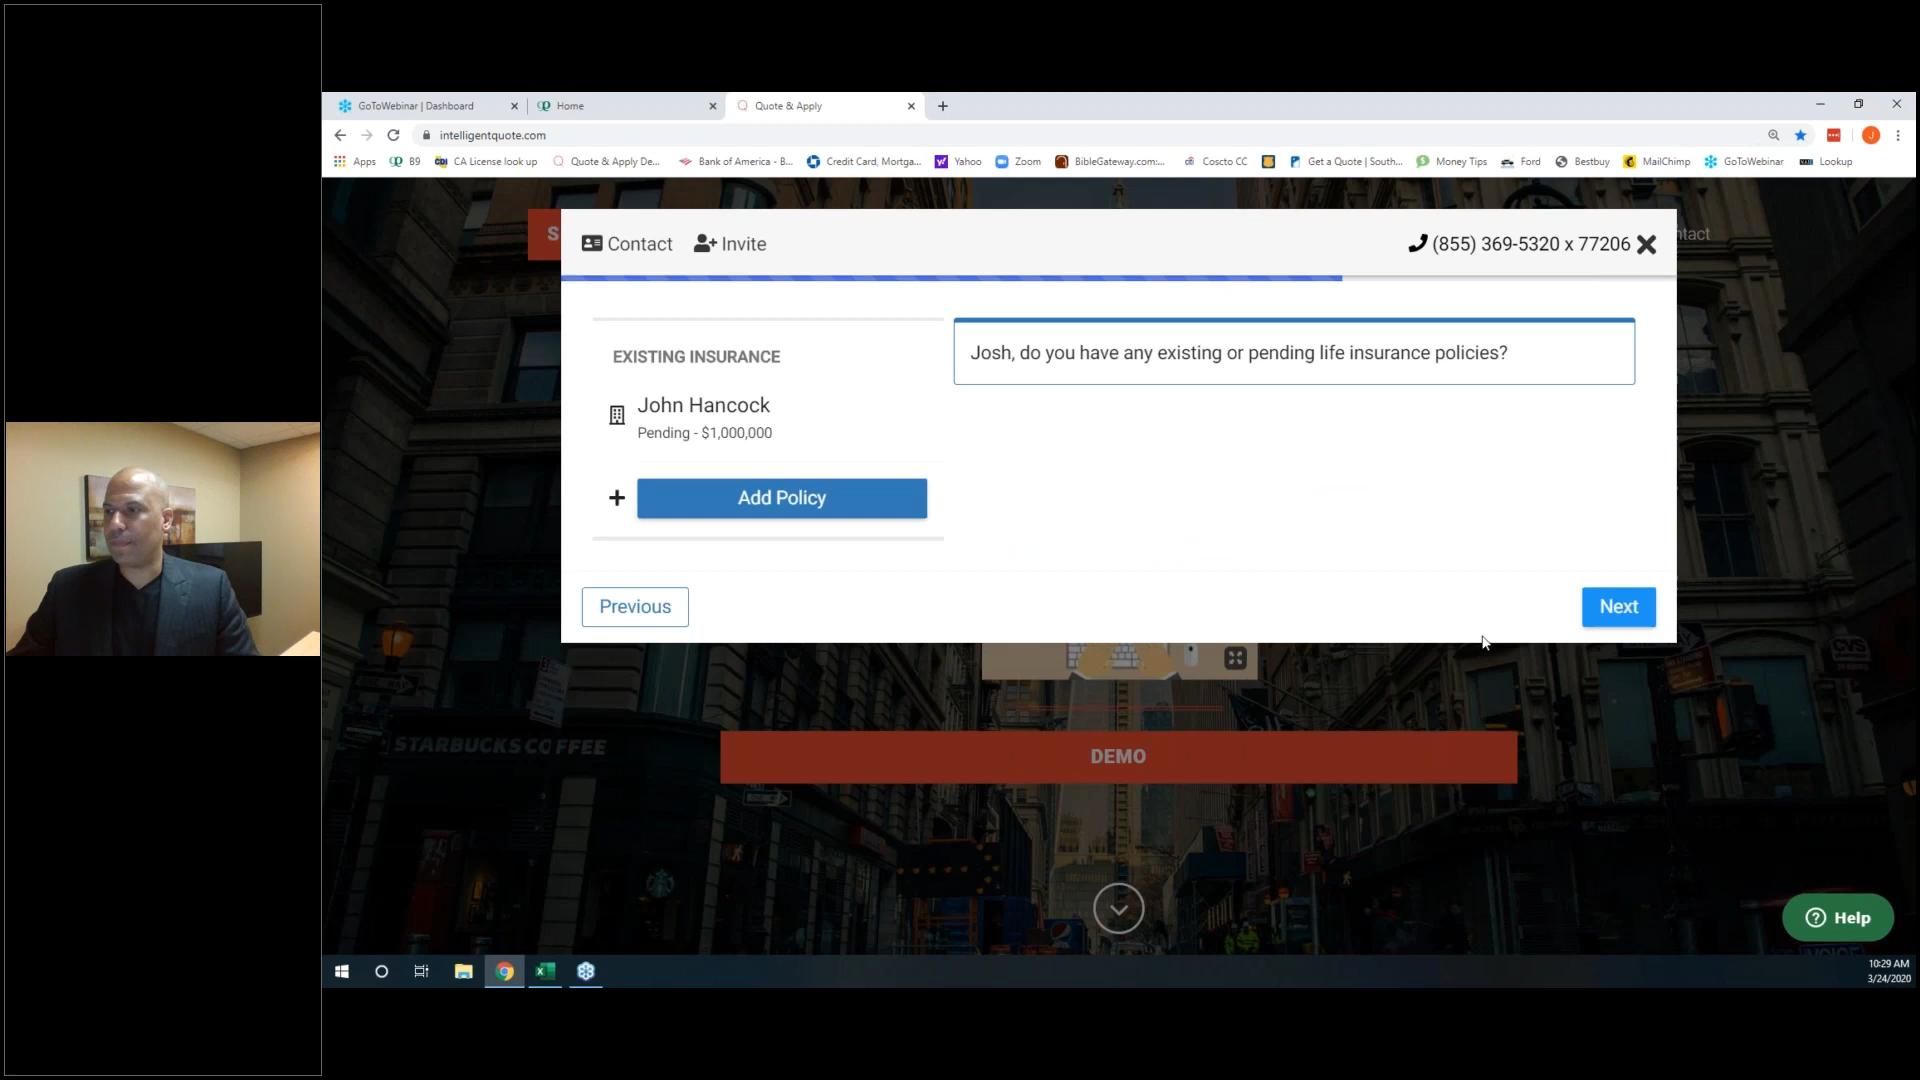 GoToWebinar | Dashboard
Home
Quote & Apply
intelligentquote.com
Apps
B9
CA License look up
Quote & Apply De...
Bank of America - B...
Credit Card, Mortga...
Yahoo
Zoom
BibleGateway.com:...
Coscto CC
Get a Quote | South...
Money Tips
Ford
Bestbuy
MailChimp
GoToWebinar
Lookup
S
ntact
Contact
Invite
(855) 369-5320 x 77206
EXISTING INSURANCE
John Hancock
Pending - $1,000,000
Add Policy
Josh, do you have any existing or pending life insurance policies?
Previous
Next
CVS
STARBUCKS COFFEE
DEMO
Help
10:29 AM
3/24/2020